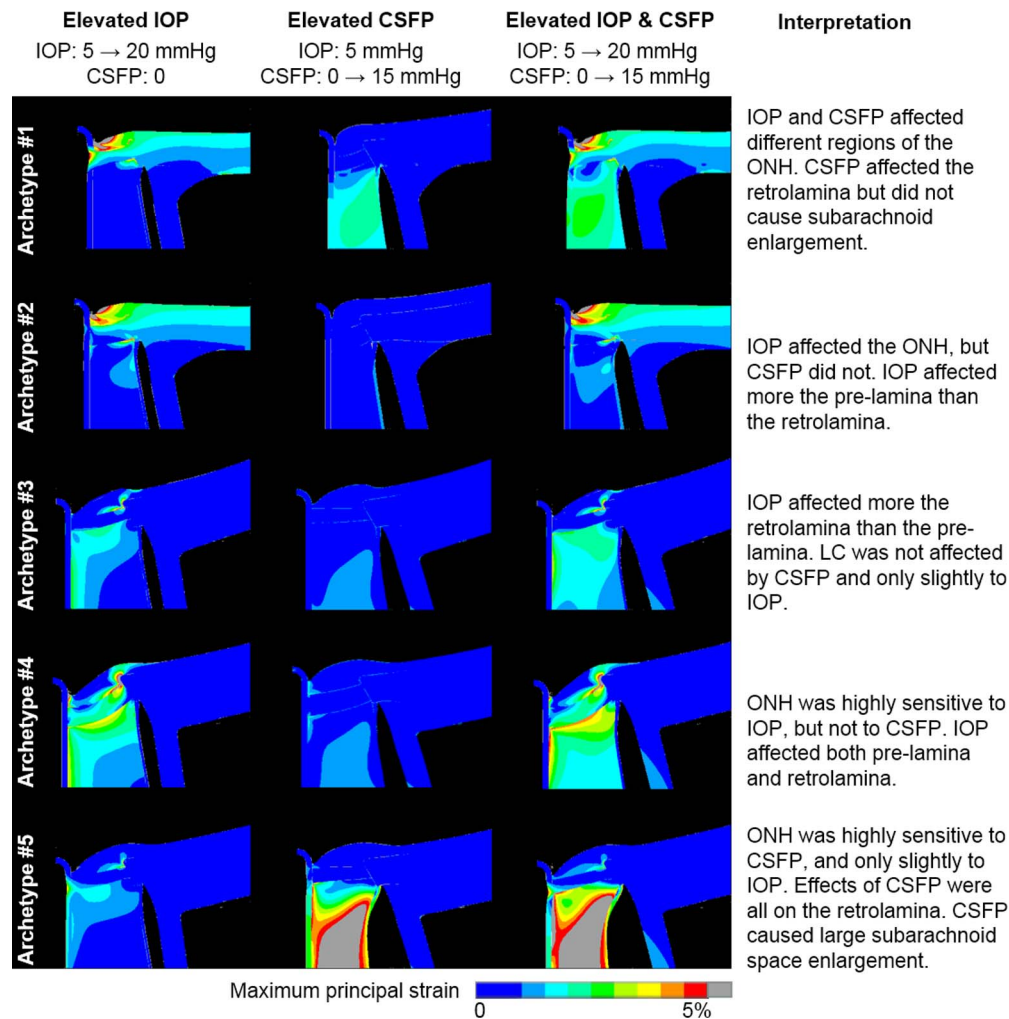 Elevated IOP
IOP: 5 → 20 mmHg
CSFP: 0
Elevated CSFP
IOP: 5 mmHg
CSFP: 0 → 15 mmHg
Elevated IOP & CSFP
IOP: 5 → 20 mmHg
CSFP: 0 → 15 mmHg
Interpretation
Archetype #1
IOP and CSFP affected
different regions of the
ONH. CSFP affected the
retrolamina but did not
cause subarachnoid
enlargement.
Archetype #2
IOP affected the ONH, but
CSFP did not. IOP affected
more the pre-lamina than
the retrolamina.
Archetype #3
IOP affected more the
retrolamina than the pre-
lamina. LC was not affected
by CSFP and only slightly to
IOP.
Archetype #4
ONH was highly sensitive to
IOP, but not to CSFP. IOP
affected both pre-lamina
and retrolamina.
Archetype #5
ONH was highly sensitive to
CSFP, and only slightly to
IOP. Effects of CSFP were
all on the retrolamina. CSFP
caused large subarachnoid
space enlargement.
Maximum principal strain
0
5%